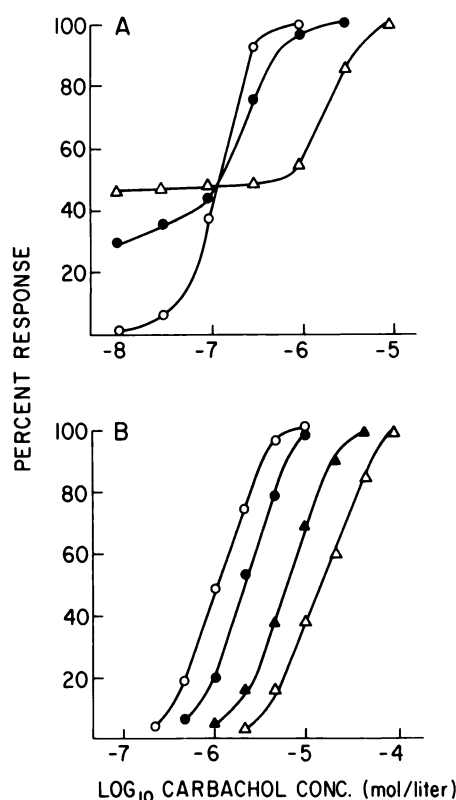 A
100
80
60
40
20
-8 -7 -6 -5
PERCENT RESPONSE
B
100
80
60
40
20
-7 -6 -5 -4
LOG₁₀ CARBACHOL CONC. (mol/liter)